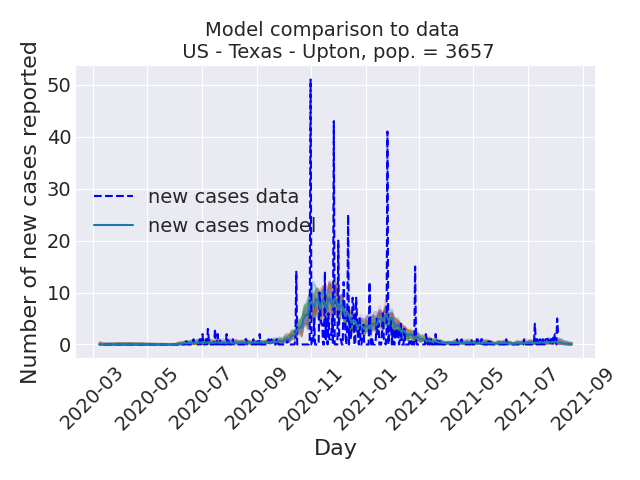 Model comparison to data
US - Texas - Upton, pop. = 3657
Number of new cases reported
50
40
30
20
10
0
new cases data
new cases model
2020-03
2020-05
2020-07
2020-09
2020-11
2021-01
2021-03
2021-05
2021-07
2021-09
Day